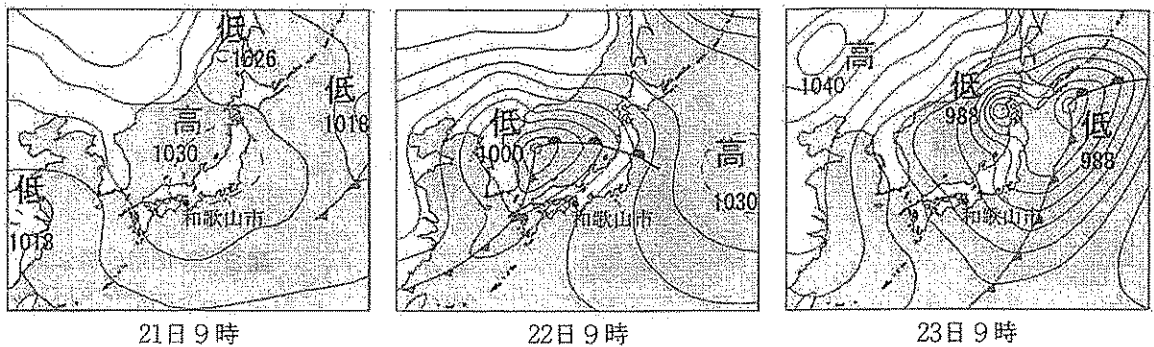 低
1026
低
1018
高
1030
低
1018
和歌山市
21日9時
低
1000
高
1030
和歌山市
22日9時
高
1040
低
988
低
988
和歌山市
23日9時